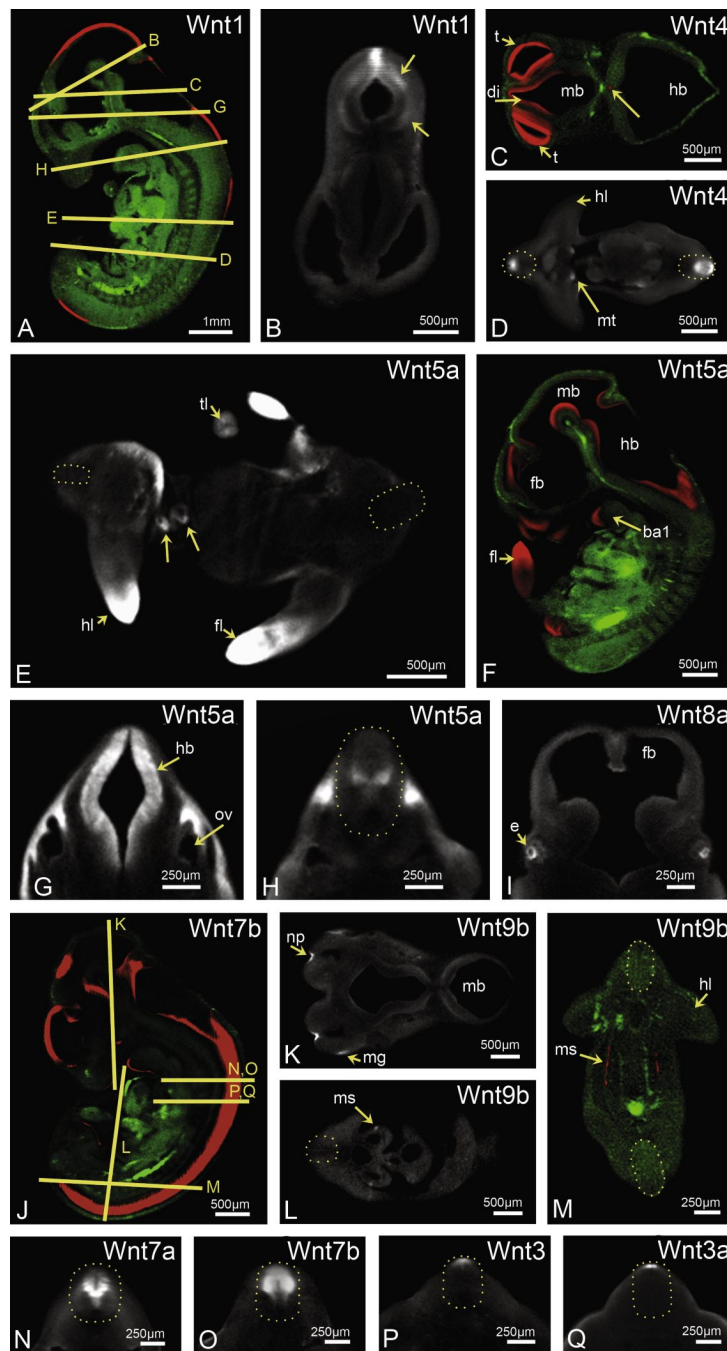 Wnt1
B
C
G
H
E
D
A
1mm
Wnt1
B
500µm
Wnt4
t
di
mb
hb
t
C
500µm
Wnt4
hl
mt
D
500µm
Wnt5a
tl
hl
fl
E
500µm
Wnt5a
mb
hb
fb
ba1
fl
F
500µm
Wnt5a
hb
ov
G
250µm
Wnt5a
H
250µm
Wnt8a
fb
e
I
250µm
Wnt7b
K
N,O
P,Q
L
M
J
500µm
Wnt9b
np
mb
mg
K
500µm
Wnt9b
ms
L
500µm
Wnt9b
hl
ms
M
250µm
Wnt7a
N
250µm
Wnt7b
O
250µm
Wnt3
P
250µm
Wnt3a
Q
250µm